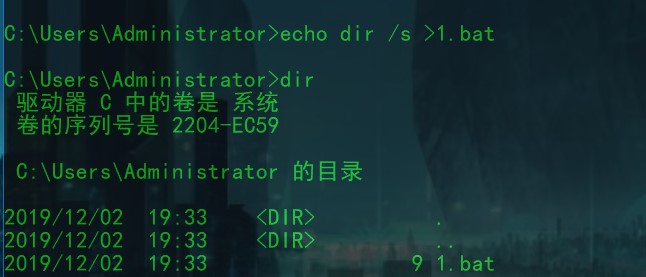 C:\Users\Administrator>echo dir /s >1.bat
C:\Users\Administrator>dir
驱动器 C 中的卷是 系统
卷的序列号是 2204-EC59
C:\Users\Administrator 的目录
2019/12/02  19:33    <DIR>          .
2019/12/02  19:33    <DIR>          ..
2019/12/02  19:33                 9 1.bat